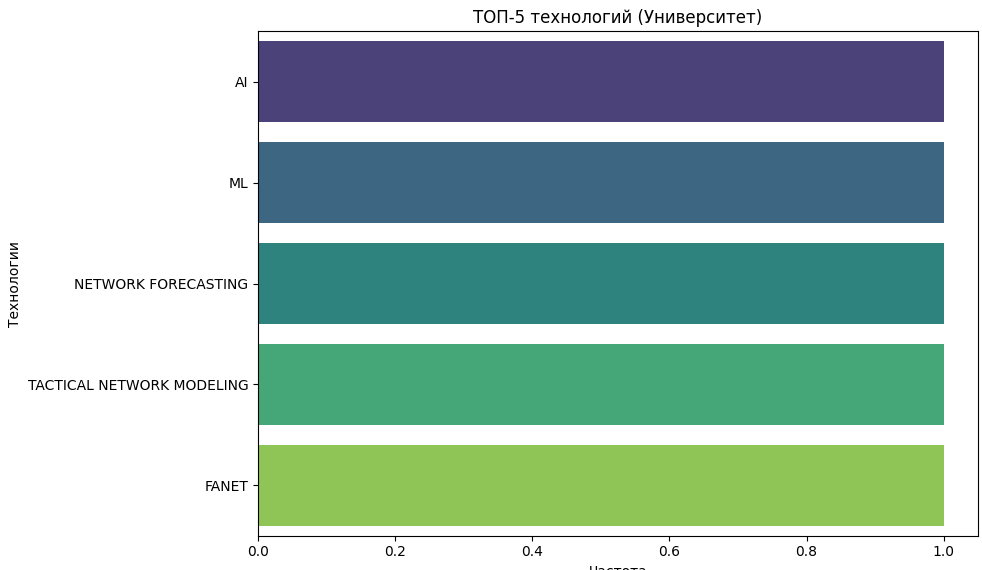 ТОП-5 технологий (Университет)
Технологии
AI
ML
NETWORK FORECASTING
TACTICAL NETWORK MODELING
FANET
0.0 0.2 0.4 0.6 0.8 1.0
Частота